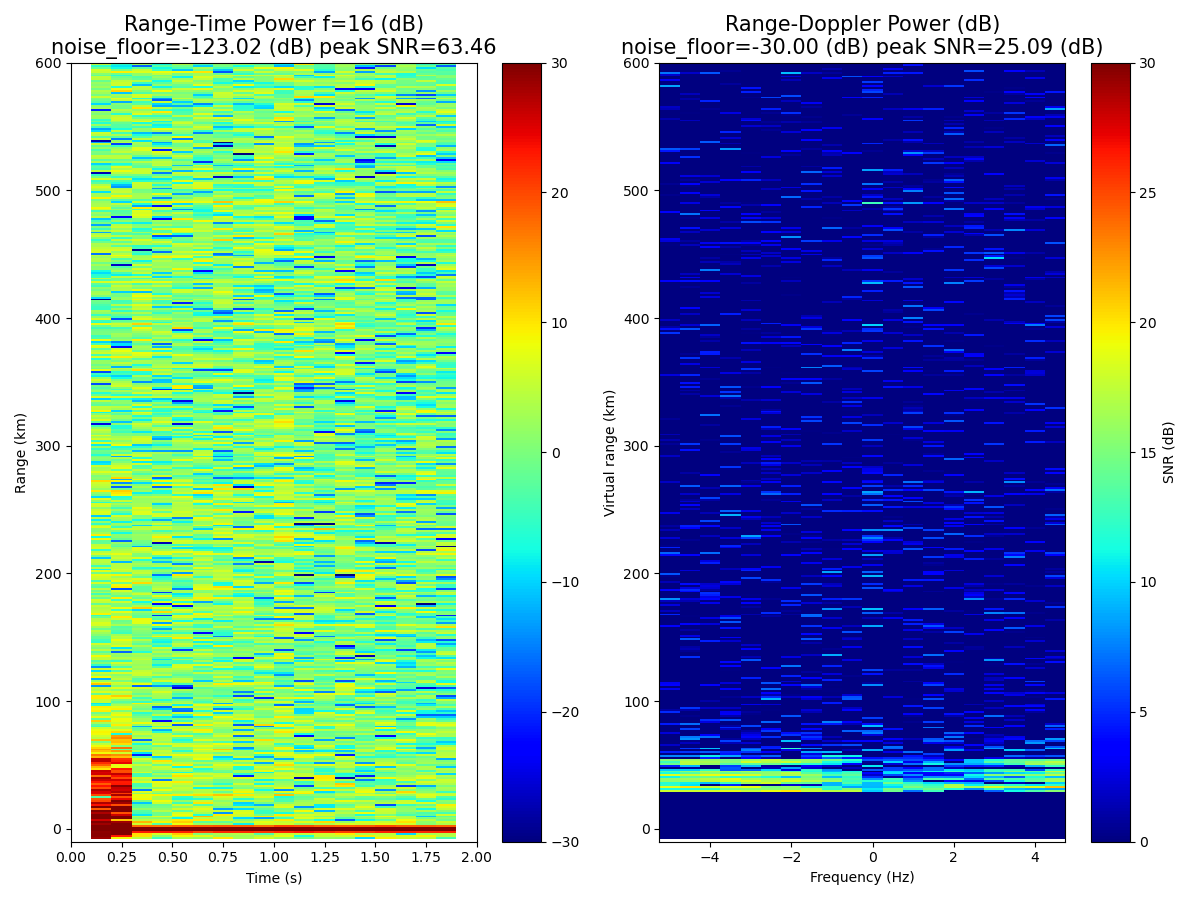 Range-Time Power f=16 (dB)
noise_floor=-123.02 (dB) peak SNR=63.46
Range-Doppler Power (dB)
noise_floor=-30.00 (dB) peak SNR=25.09 (dB)
600
500
400
300
200
100
0
Range (km)
0.00 0.25 0.50 0.75 1.00 1.25 1.50 1.75 2.00
Time (s)
30
20
10
0
−10
−20
−30
600
500
400
300
200
100
0
Virtual range (km)
−4 −2 0 2 4
Frequency (Hz)
30
25
20
15
10
5
0
SNR (dB)